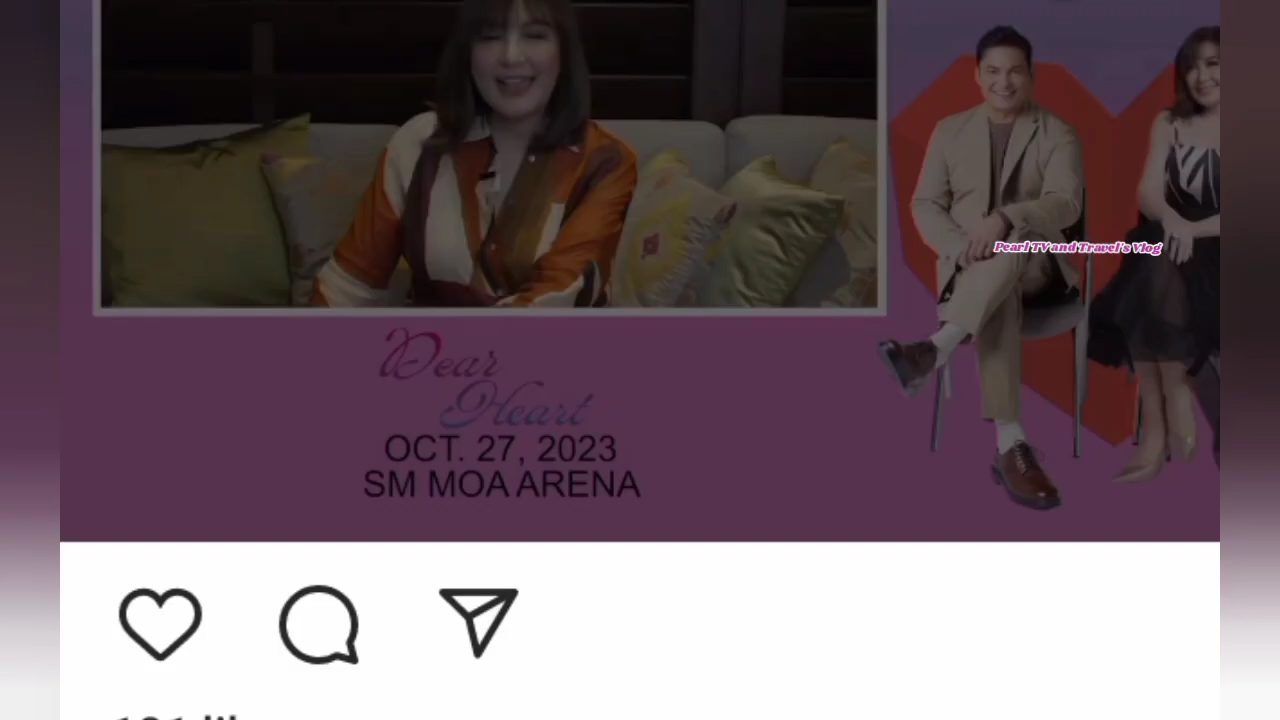 Pearl TV and Travel's Vlog
Dear
Heart
OCT. 27, 2023
SM MOA ARENA